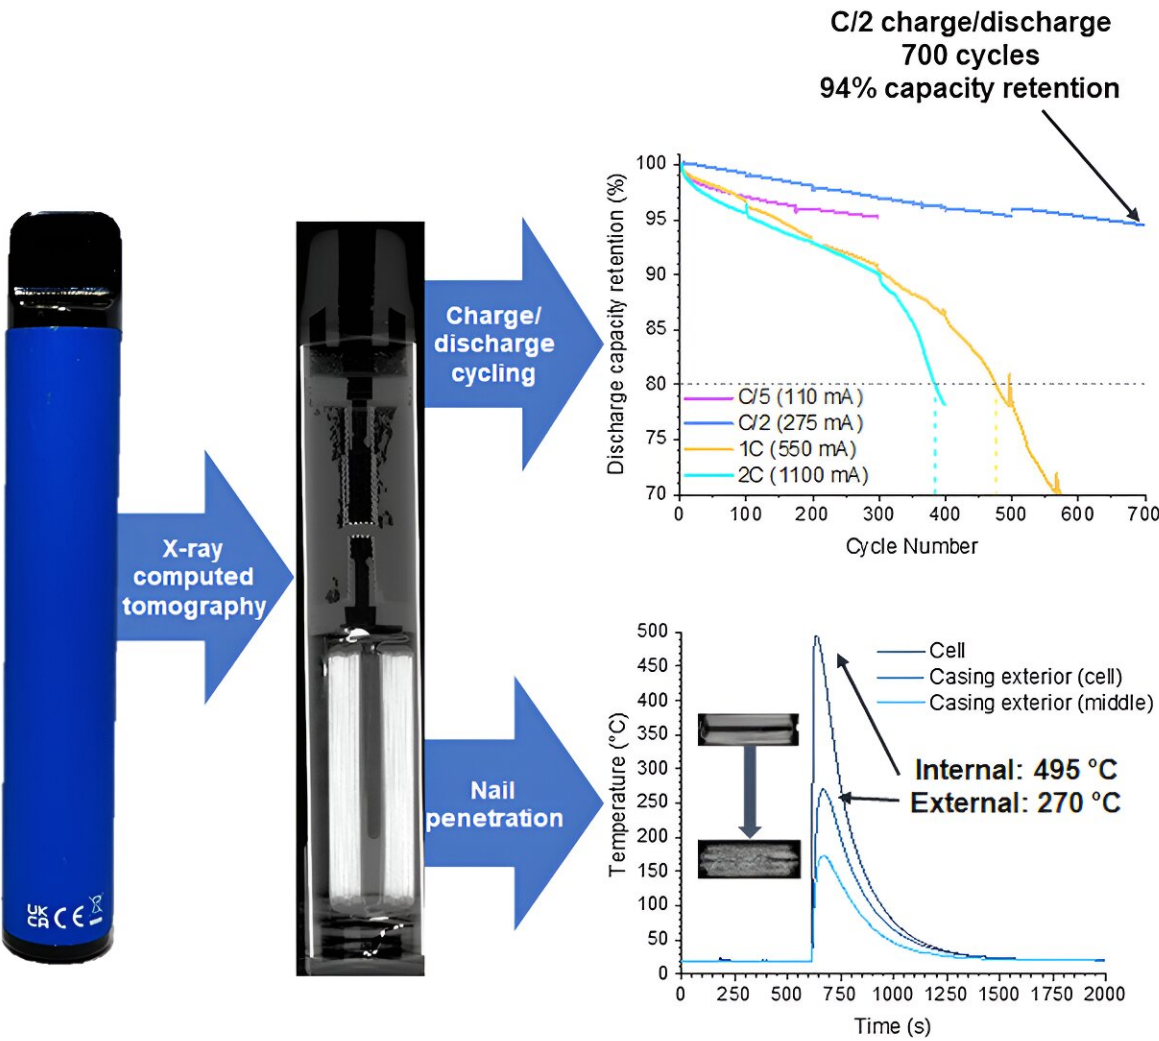 C/2 charge/discharge
700 cycles
94% capacity retention
UK
CA CE
X-ray
computed
tomography
Charge/
discharge
cycling
Nail
penetration
Discharge capacity retention (%)
100
95
90
85
80
75
70
C/5 (110 mA)
C/2 (275 mA)
1C (550 mA)
2C (1100 mA)
0 100 200 300 400 500 600 700
Cycle Number
Temperature (°C)
500
450
400
350
300
250
200
150
100
50
0
Cell
Casing exterior (cell)
Casing exterior (middle)
Internal: 495 °C
External: 270 °C
0 250 500 750 1000 1250 1500 1750 2000
Time (s)